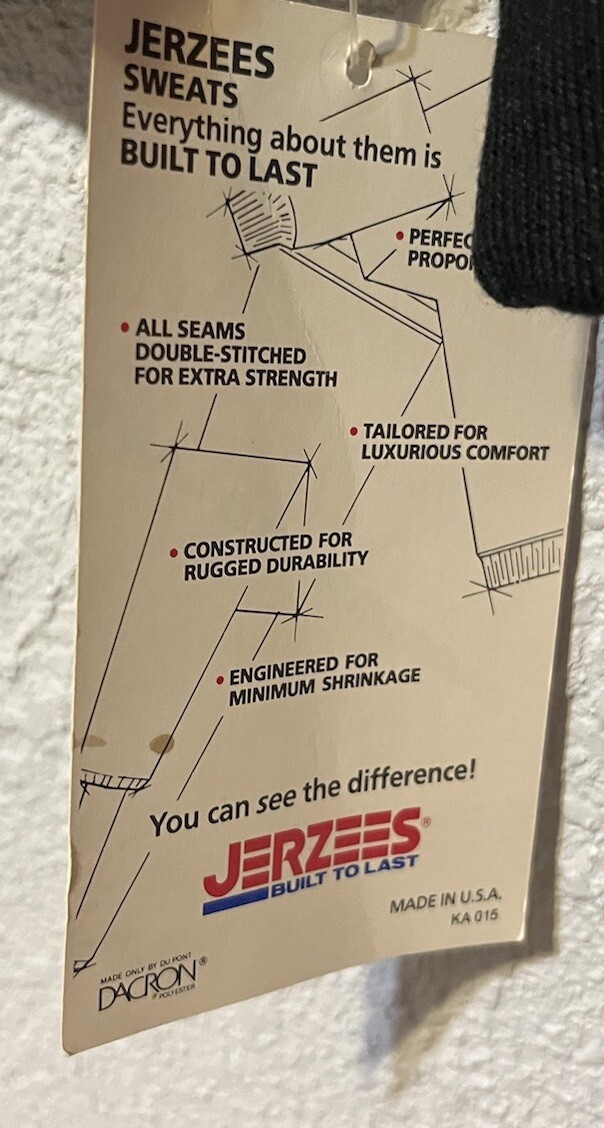 JERZEES
SWEATS
Everything about them is
BUILT TO LAST
• ALL SEAMS
DOUBLE-STITCHED
FOR EXTRA STRENGTH
• TAILORED FOR
LUXURIOUS COMFORT
• CONSTRUCTED FOR
RUGGED DURABILITY
• ENGINEERED FOR
MINIMUM SHRINKAGE
You can see the difference!
JERZEES®
BUILT TO LAST
MADE IN U.S.A.
KA 015
MADE ONLY BY DU PONT
DACRON®
POLYESTER